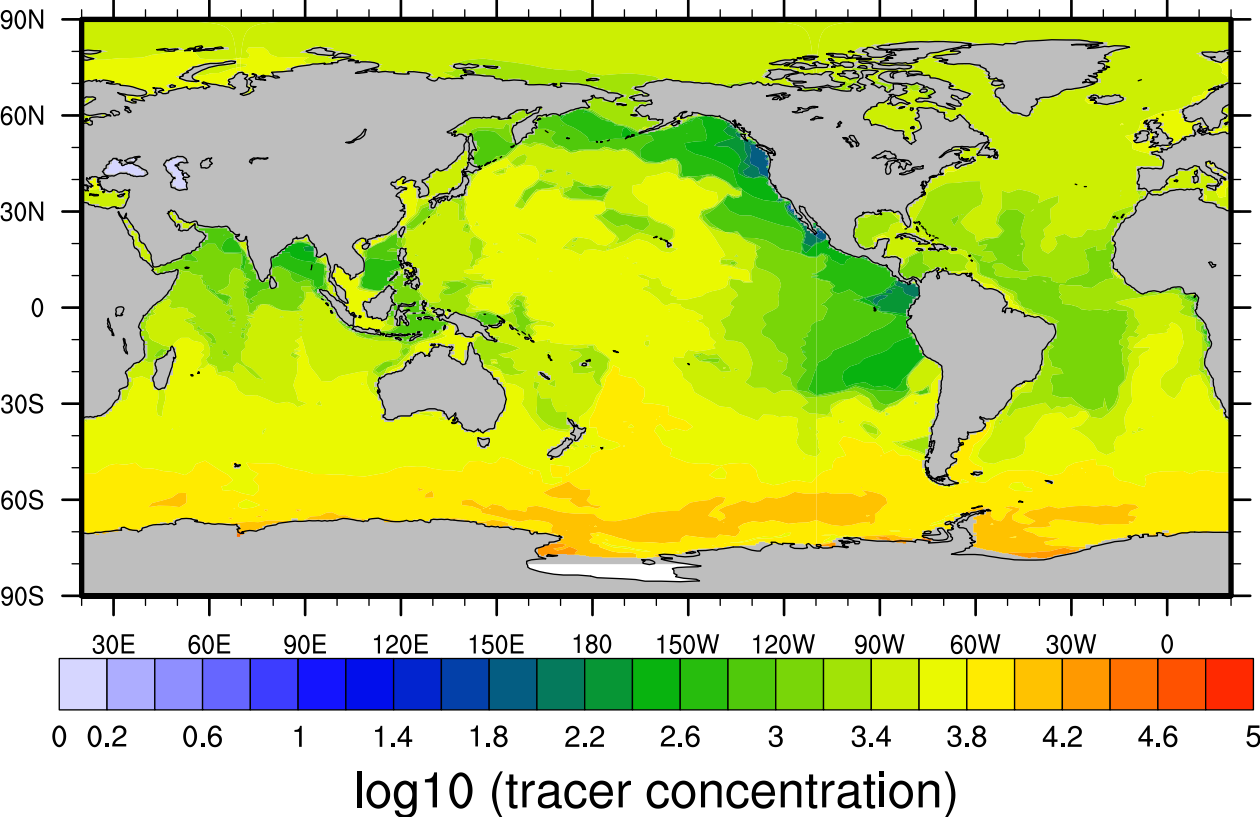 90N
60N
30N
0
30S
60S
90S
30E 60E 90E 120E 150E 180 150W 120W 90W 60W 30W 0
0 0.2 0.6 1 1.4 1.8 2.2 2.6 3 3.4 3.8 4.2 4.6 5
log10 (tracer concentration)